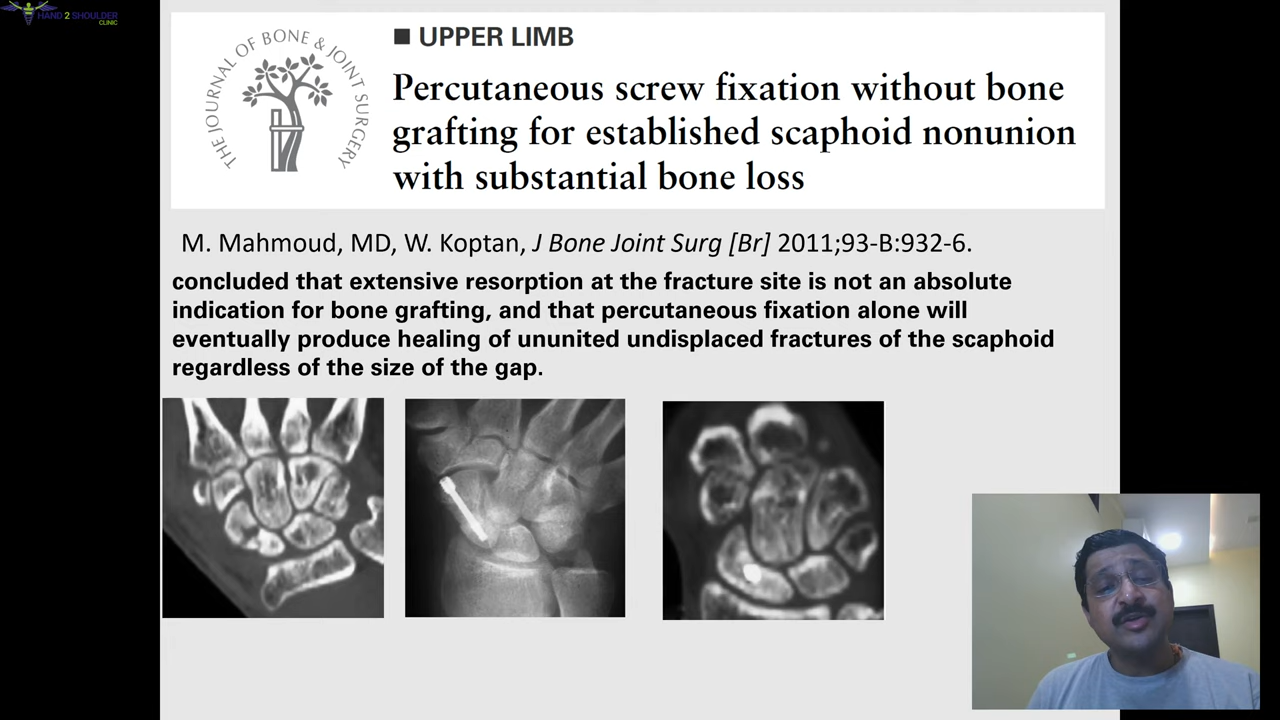 HAND 2 SHOULDER
CLINIC
THE JOURNAL OF BONE & JOINT SURGERY
■ UPPER LIMB
Percutaneous screw fixation without bone
grafting for established scaphoid nonunion
with substantial bone loss
M. Mahmoud, MD, W. Koptan, J Bone Joint Surg [Br] 2011;93-B:932-6.
concluded that extensive resorption at the fracture site is not an absolute
indication for bone grafting, and that percutaneous fixation alone will
eventually produce healing of ununited undisplaced fractures of the scaphoid
regardless of the size of the gap.